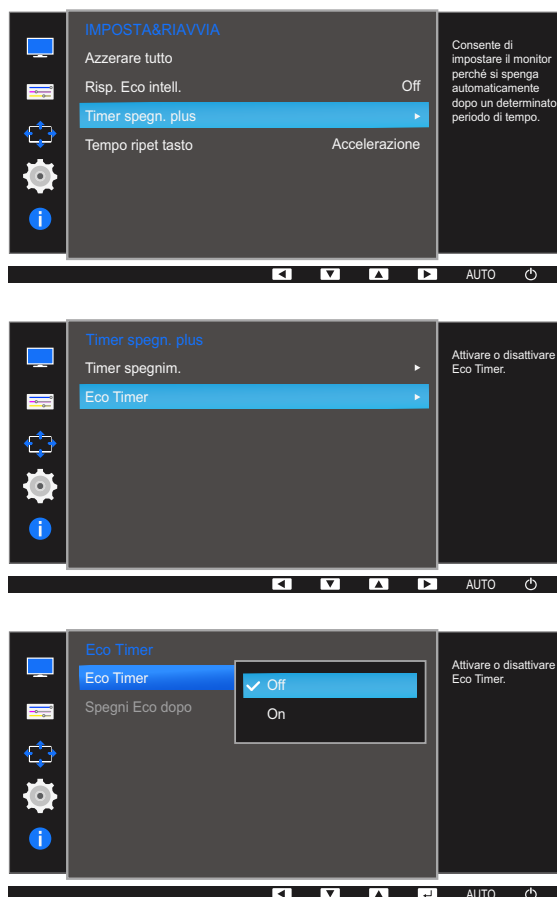 IMPOSTA&RIAVVIA
Azzerare tutto
Risp. Eco intell. Off
Timer spegn. plus
Tempo ripet tasto Accelerazione
Consente di
impostare il monitor
perché si spenga
automaticamente
dopo un determinato
periodo di tempo.
AUTO
Timer spegn. plus
Timer spegnim.
Eco Timer
Attivare o disattivare
Eco Timer.
AUTO
Eco Timer
Eco Timer
Off
Spegni Eco dopo
On
Attivare o disattivare
Eco Timer.
AUTO